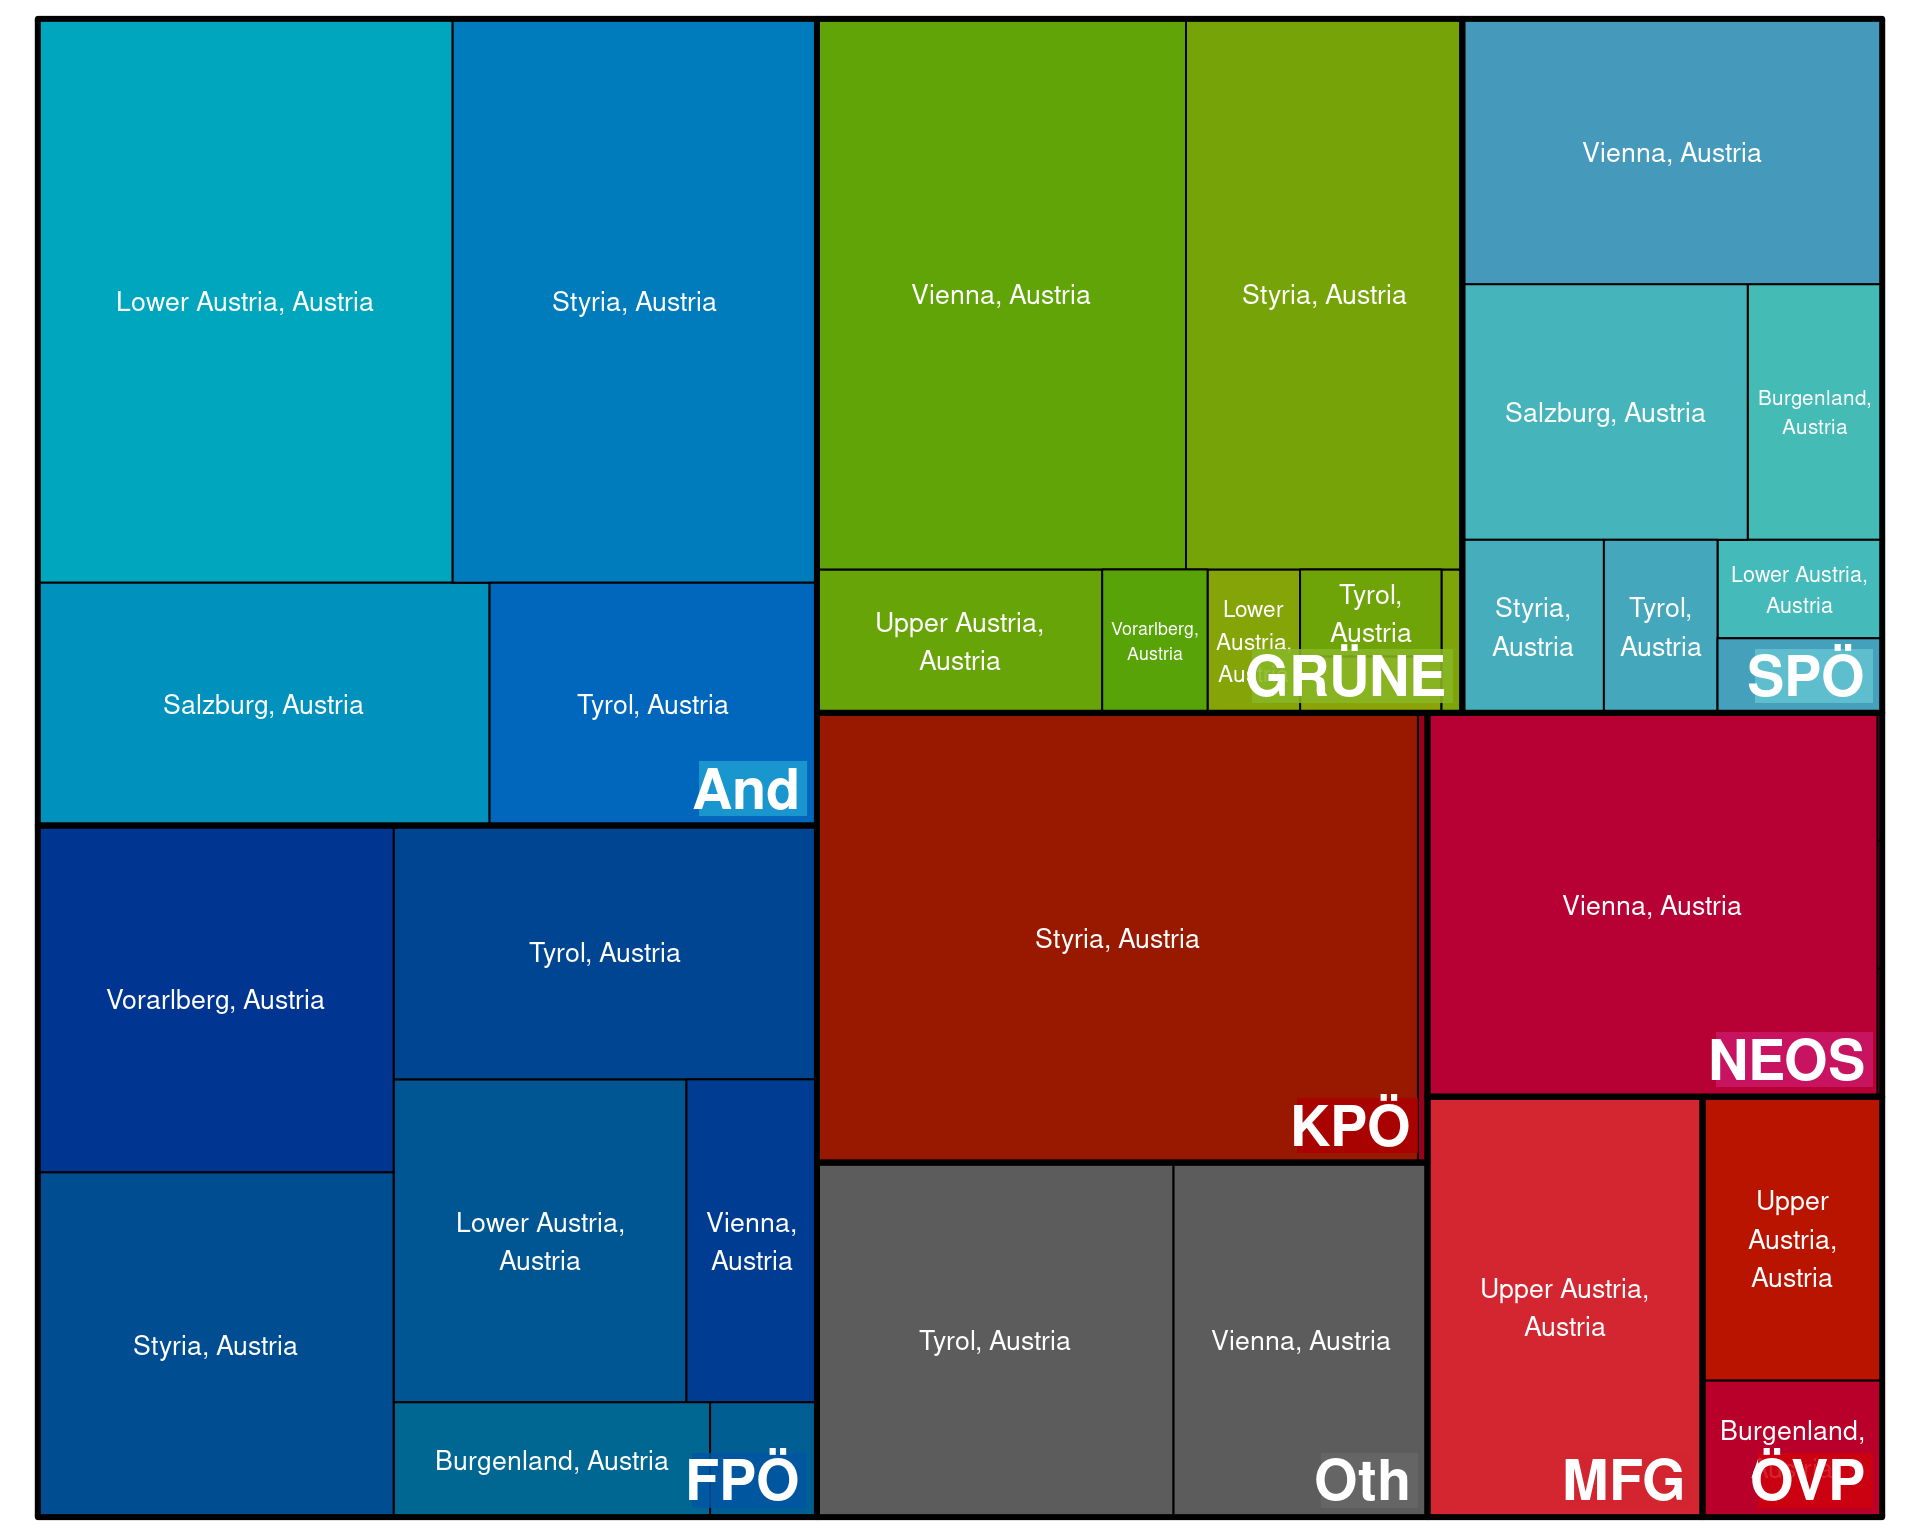 Lower Austria, Austria
Styria, Austria
Salzburg, Austria
Tyrol, Austria
And
Vienna, Austria
Styria, Austria
Upper Austria,
Austria
Vorarlberg,
Austria
Lower
Austria,
Tyrol,
Austria
GRÜNE
Vienna, Austria
Salzburg, Austria
Burgenland,
Austria
Styria,
Austria
Tyrol,
Austria
Lower Austria,
Austria
SPÖ
Vorarlberg, Austria
Tyrol, Austria
Styria, Austria
Lower Austria,
Austria
Vienna,
Austria
Burgenland, Austria
FPÖ
Styria, Austria
KPÖ
Vienna, Austria
NEOS
Tyrol, Austria
Vienna, Austria
Oth
Upper Austria,
Austria
MFG
Upper
Austria,
Austria
Burgenland,
ÖVP